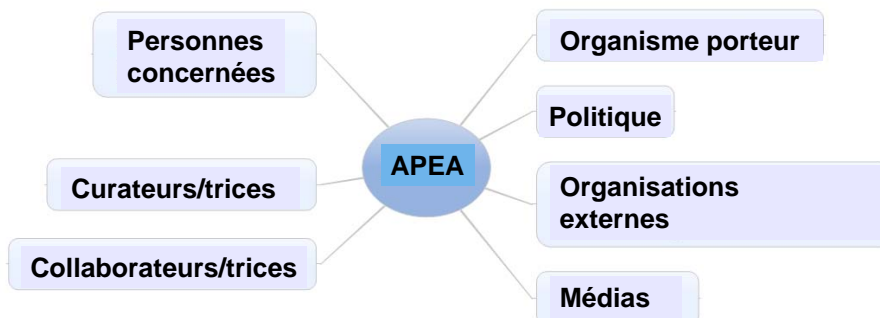 Personnes
concernées
Curateurs/trices
Collaborateurs/trices
APEA
Organisme porteur
Politique
Organisations
externes
Médias